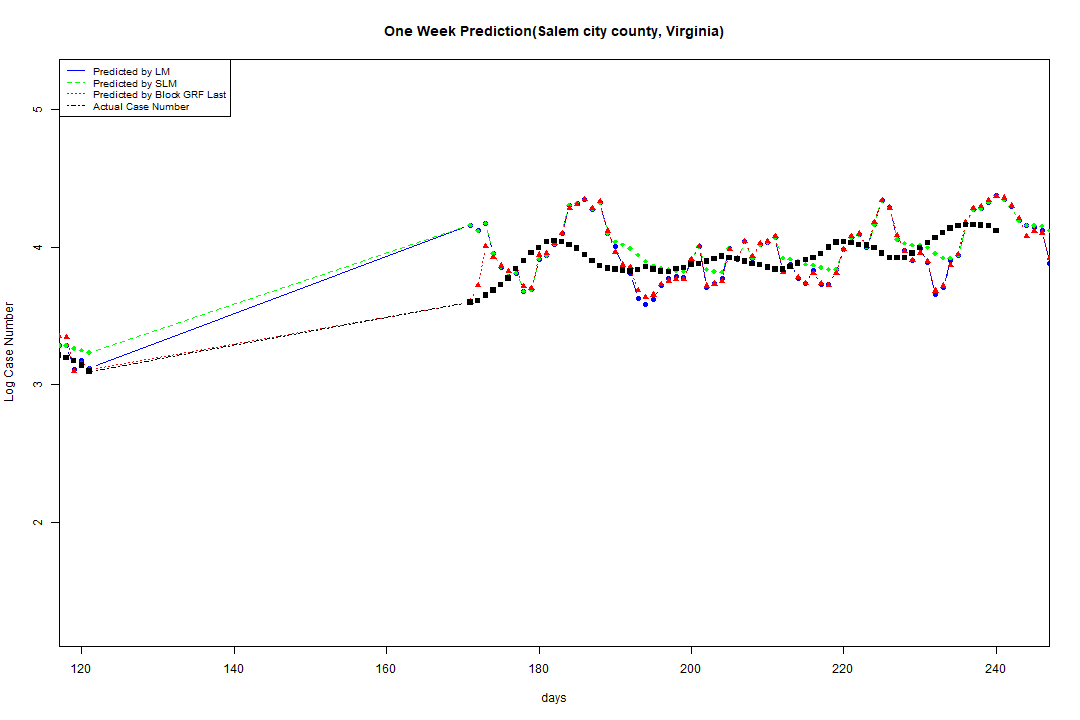 One Week Prediction(Salem city county, Virginia)
Predicted by LM
Predicted by SLM
Predicted by Block GRF Last
Actual Case Number
5
4
3
2
Log Case Number
120 140 160 180 200 220 240
days